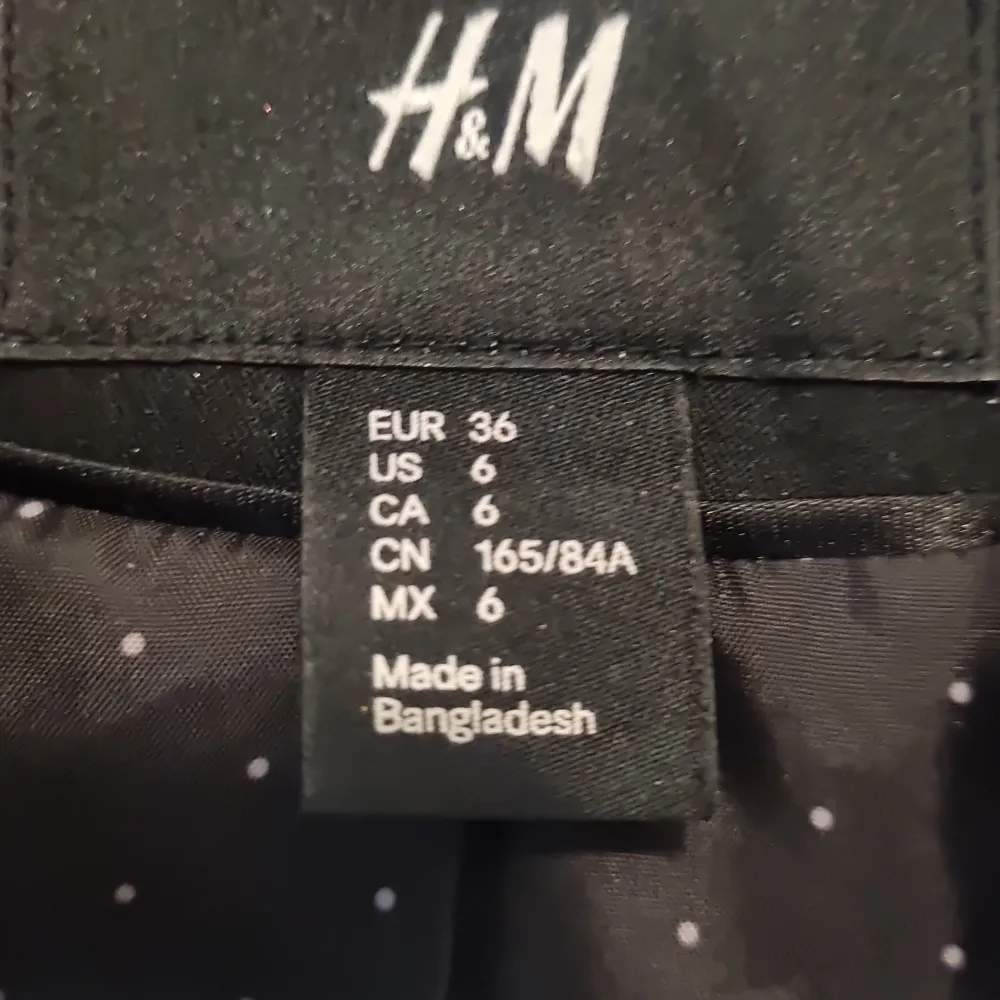 H&M
EUR 36
US 6
CA 6
CN 165/84A
MX 6
Made in
Bangladesh